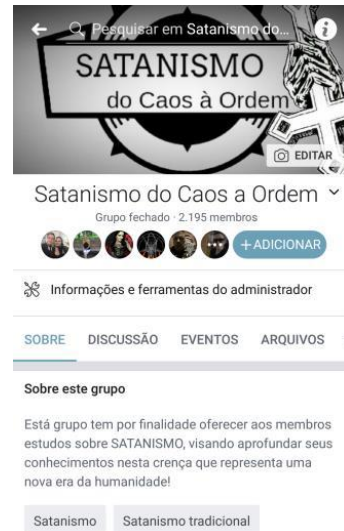 Pesquisar em Satanismo do...
SATANISMO
do Caos à Ordem
EDITAR
Satanismo do Caos a Ordem
Grupo fechado · 2.195 membros
+ ADICIONAR
Informações e ferramentas do administrador
SOBRE DISCUSSÃO EVENTOS ARQUIVOS
Sobre este grupo
Está grupo tem por finalidade oferecer aos membros
estudos sobre SATANISMO, visando aprofundar seus
conhecimentos nesta crença que representa uma
nova era da humanidade!
Satanismo Satanismo tradicional